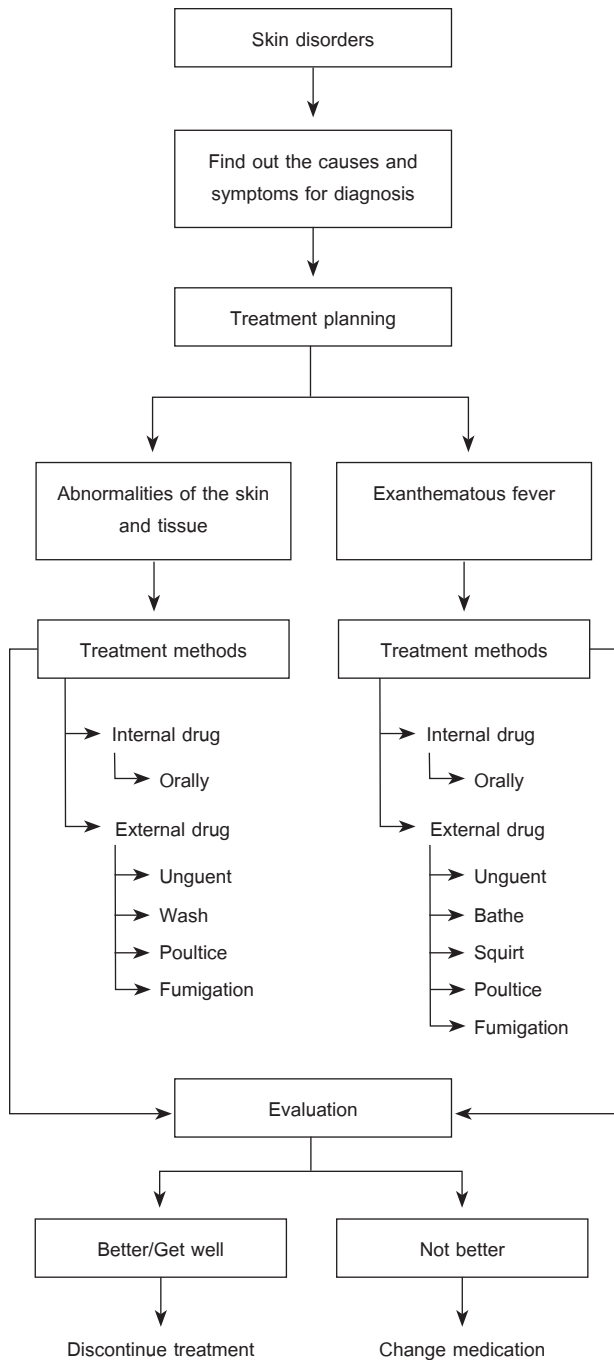 Skin disorders
Find out the causes and
symptoms for diagnosis
Treatment planning
Abnormalities of the skin
and tissue
Exanthematous fever
Treatment methods
Internal drug
Orally
External drug
Unguent
Wash
Poultice
Fumigation
Treatment methods
Internal drug
Orally
External drug
Unguent
Bathe
Squirt
Poultice
Fumigation
Evaluation
Better/Get well
Not better
Discontinue treatment
Change medication